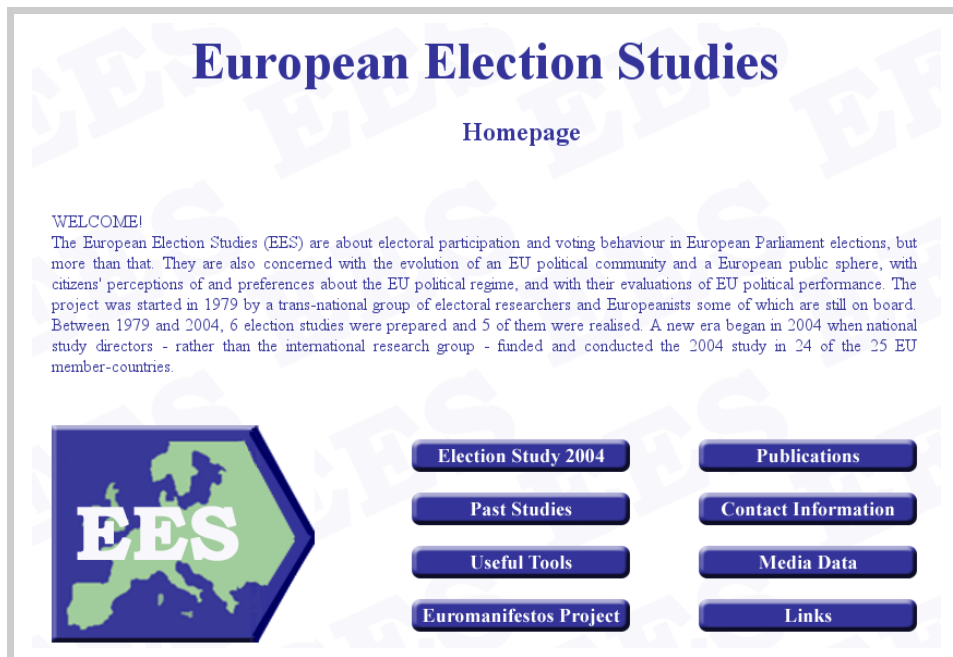 European Election Studies
Homepage
WELCOME!
The European Election Studies (EES) are about electoral participation and voting behaviour in European Parliament elections, but
more than that. They are also concerned with the evolution of an EU political community and a European public sphere, with
citizens' perceptions of and preferences about the EU political regime, and with their evaluations of EU political performance. The
project was started in 1979 by a trans-national group of electoral researchers and Europeanists some of which are still on board.
Between 1979 and 2004, 6 election studies were prepared and 5 of them were realised. A new era began in 2004 when national
study directors - rather than the international research group - funded and conducted the 2004 study in 24 of the 25 EU
member-countries.
EES
Election Study 2004
Publications
Past Studies
Contact Information
Useful Tools
Media Data
Euromanifestos Project
Links